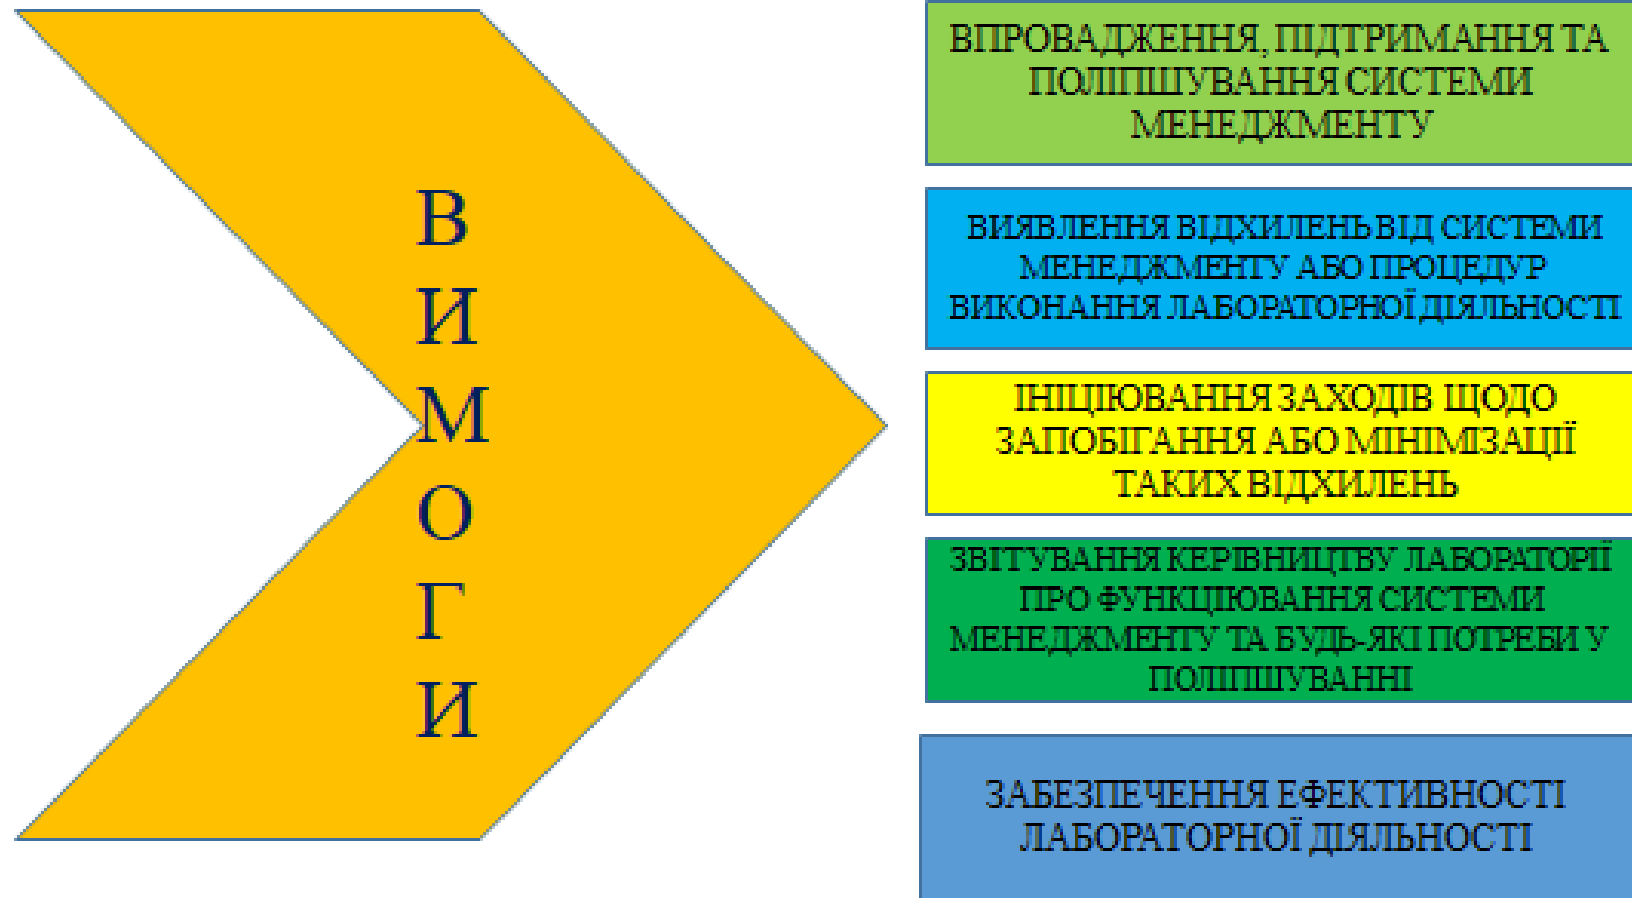 В
И
М
О
Г
И
ВПРОВАДЖЕННЯ, ПІДТРИМАННЯ ТА
ПОЛІПШУВАННЯ СИСТЕМИ
МЕНЕДЖМЕНТУ
ВИЯВЛЕННЯ ВІДХИЛЕНЬ ВІД СИСТЕМИ
МЕНЕДЖМЕНТУ АБО ПРОЦЕДУР
ВИКОНАННЯ ЛАБОРАТОРНОЇ ДІЯЛЬНОСТІ
ІНІЦІЮВАННЯ ЗАХОДІВ ЩОДО
ЗАПОБІГАННЯ АБО МІНІМІЗАЦІЇ
ТАКИХ ВІДХИЛЕНЬ
ЗВІТУВАННЯ КЕРІВНИЦТВУ ЛАБОРАТОРІЇ
ПРО ФУНКЦІЮВАННЯ СИСТЕМИ
МЕНЕДЖМЕНТУ ТА БУДЬ-ЯКІ ПОТРЕБИ У
ПОЛІПШУВАННІ
ЗАБЕЗПЕЧЕННЯ ЕФЕКТИВНОСТІ
ЛАБОРАТОРНОЇ ДІЯЛЬНОСТІ